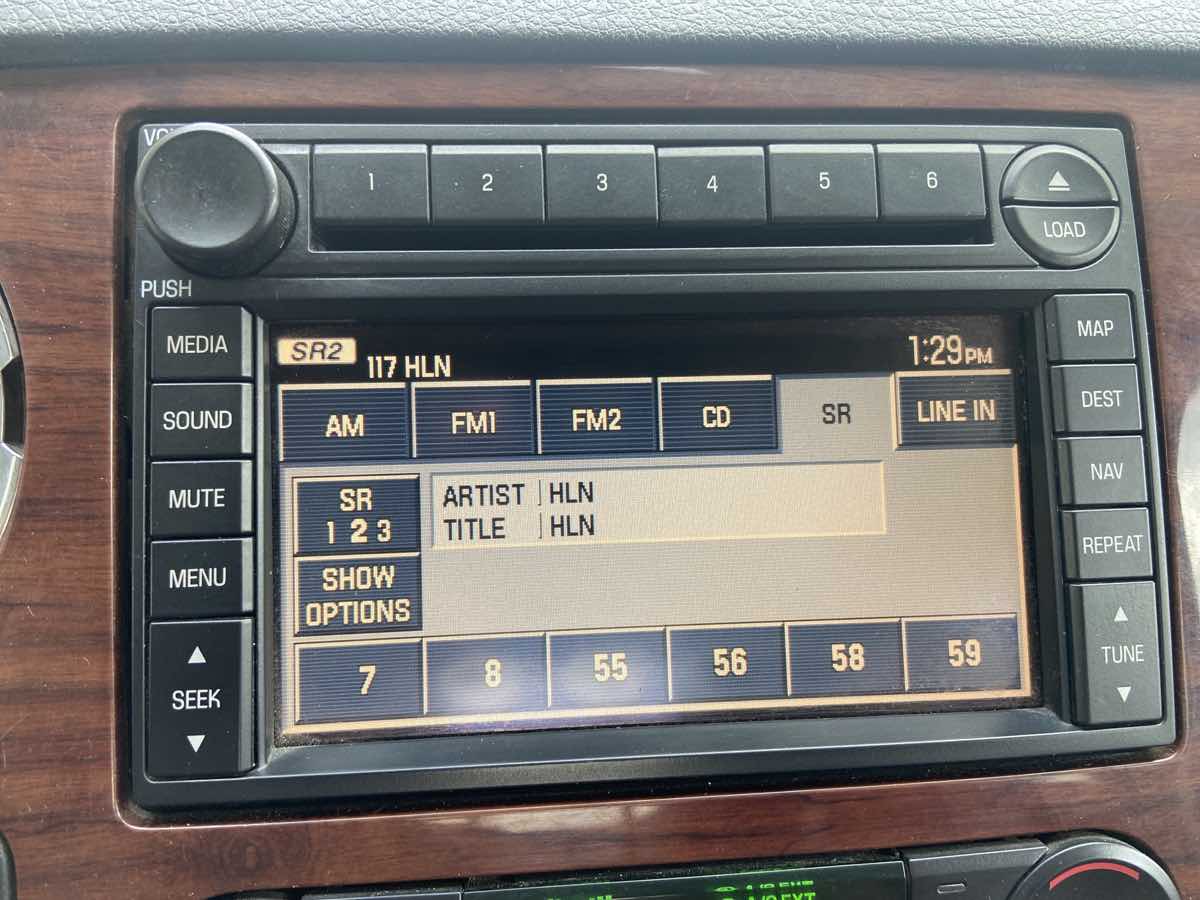 VO
1 2 3 4 5 6
LOAD
PUSH
MEDIA
SOUND
MUTE
MENU
SEEK
SR2 117 HLN 1:29PM
AM FM1 FM2 CD SR LINE IN
SR
1 2 3
ARTIST HLN
TITLE HLN
SHOW
OPTIONS
7 8 55 56 58 59
MAP
DEST
NAV
REPEAT
TUNE
A/C EXT